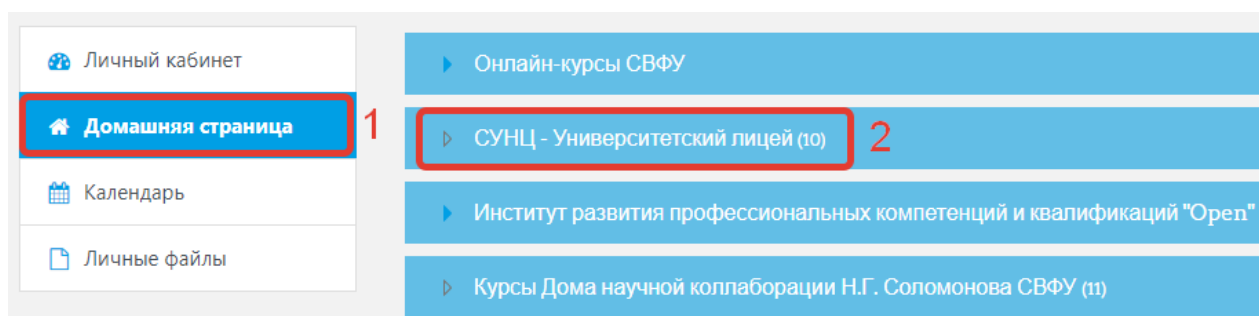 Личный кабинет
Домашняя страница
1
Календарь
Личные файлы
Онлайн-курсы СВФУ
СУНЦ - Университетский лицей (10)
2
Институт развития профессиональных компетенций и квалификаций "Open"
Курсы Дома научной коллаборации Н.Г. Соломонова СВФУ (11)